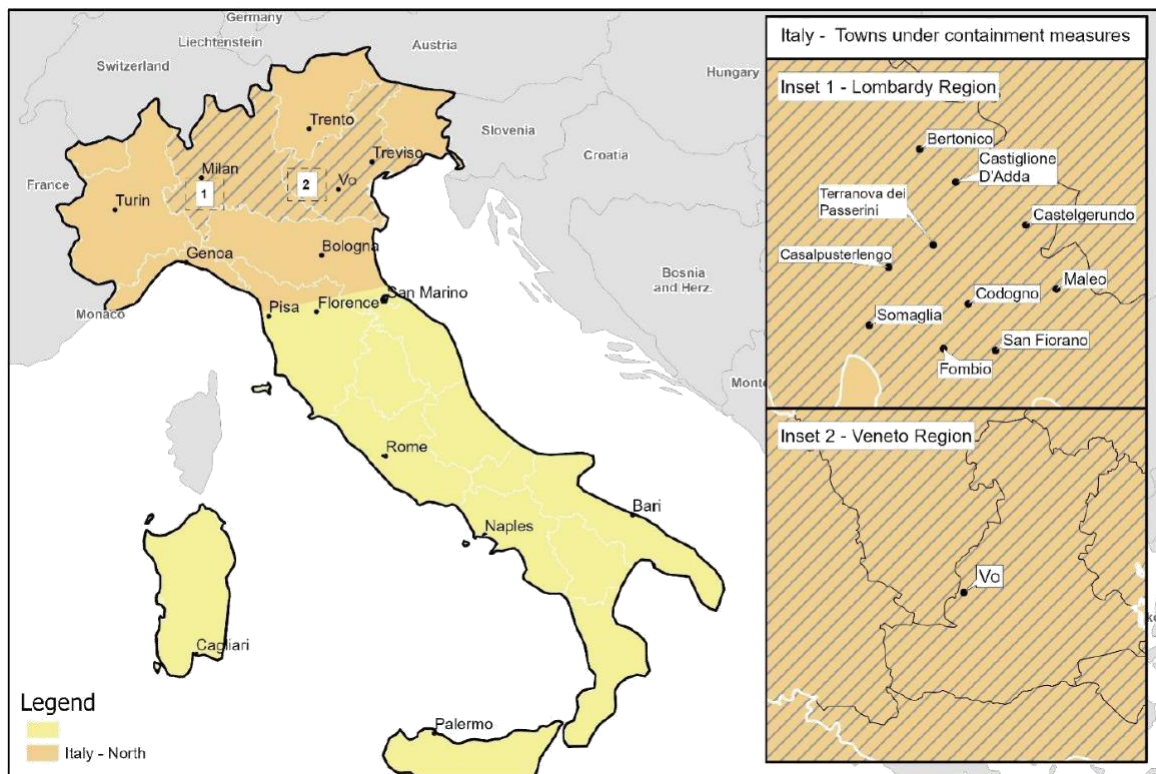 Germany
Liechtenstein
Austria
Switzerland
Hungary
Trento
Slovenia
Milan
Treviso
Croatia
France
1
2
Vo
Turin
Genoa
Bologna
Bosnia
and Herz.
San Marino
Monaco
Pisa
Florence
Monte
Rome
Bari
Naples
Cagliari
Palermo
Legend
Italy - North
Italy - Towns under containment measures
Inset 1 - Lombardy Region
Bertonico
Castiglione
D'Adda
Terranova dei
Passerini
Castelgerundo
Casalpusterlengo
Maleo
Codogno
Somaglia
San Fiorano
Fombio
Inset 2 - Veneto Region
Vo